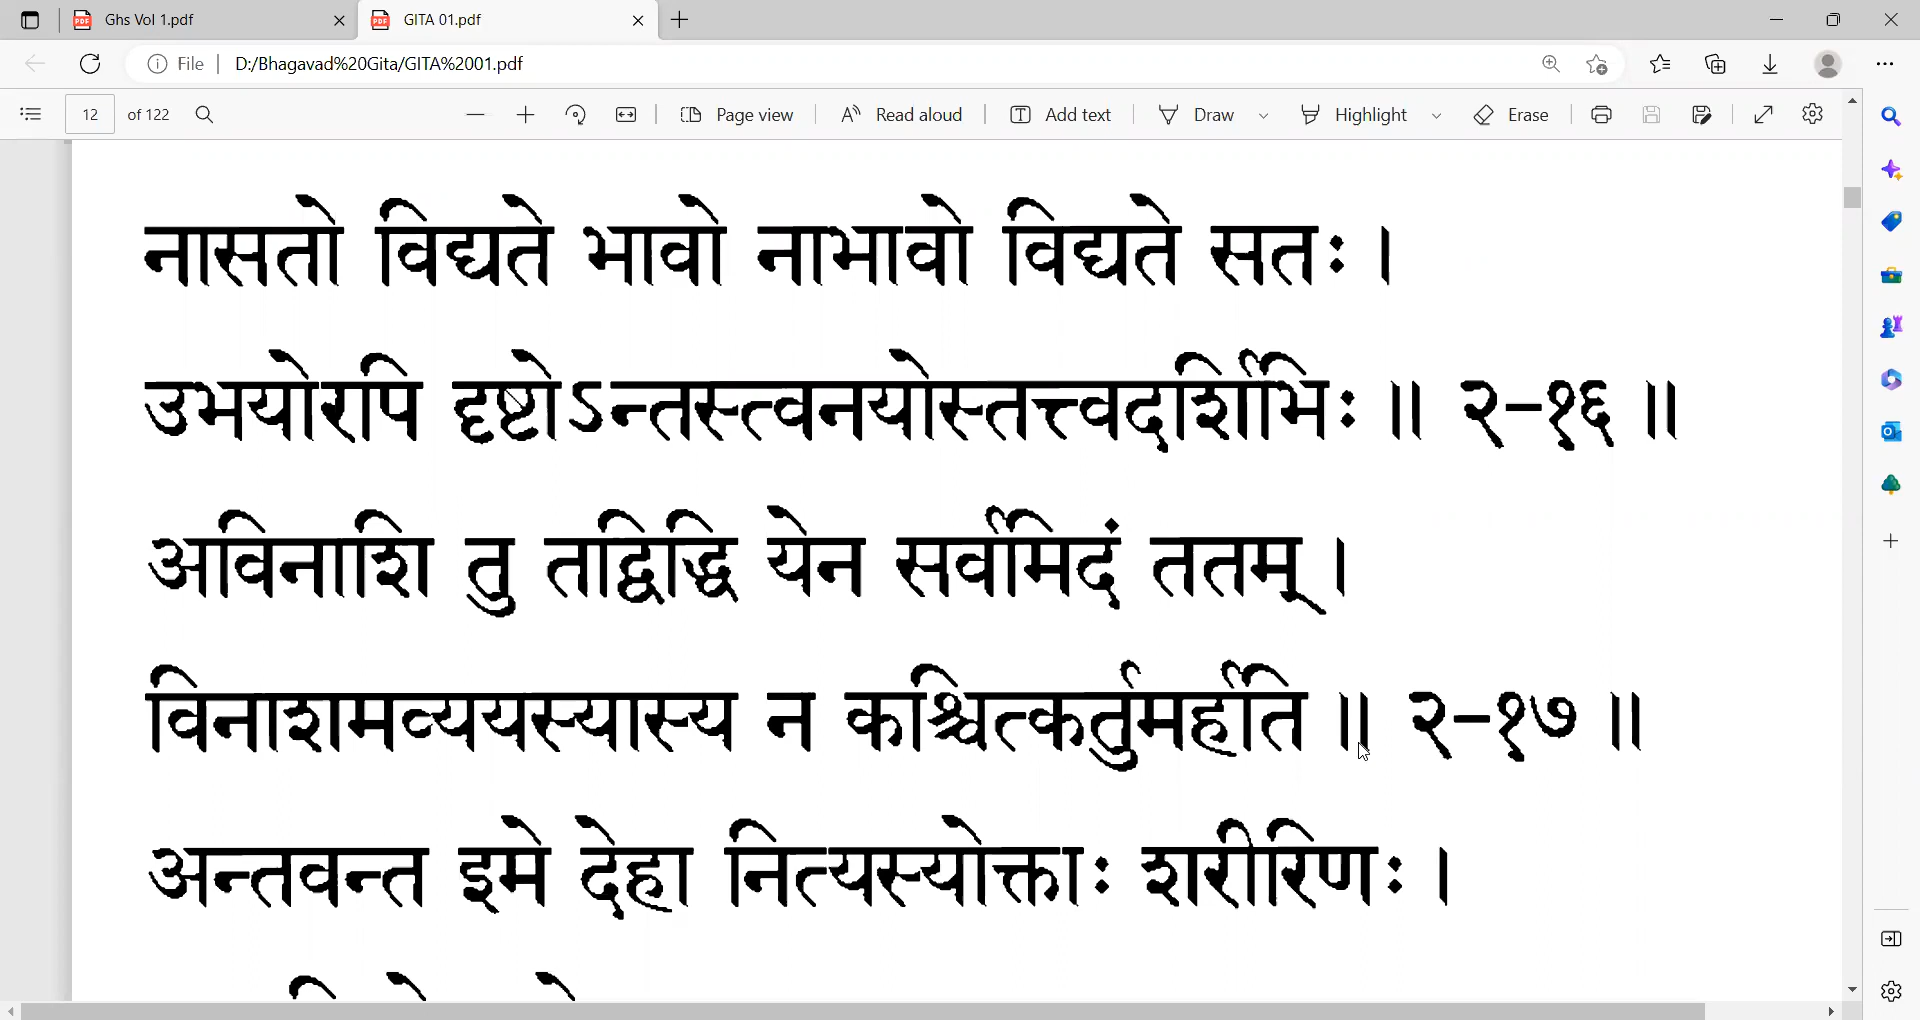 Ghs Vol 1.pdf
GITA 01.pdf
File
D:/Bhagavad%20Gita/GITA%2001.pdf
12 of 122
Page view
Read aloud
Add text
Draw
Highlight
Erase
नासतो विद्यते भावो नाभावो विद्यते सतः ।
उभयोरपि दृष्टोऽन्तस्त्वनयोस्तत्त्वदर्शिभिः ॥ २-१६ ॥
अविनाशि तु तद्विद्धि येन सर्वमिदं ततम् ।
विनाशमव्ययस्यास्य न कश्चित्कर्तुमर्हति ॥ २-१७ ॥
अन्तवन्त इमे देहा नित्यस्योक्ताः शरीरिणः ।